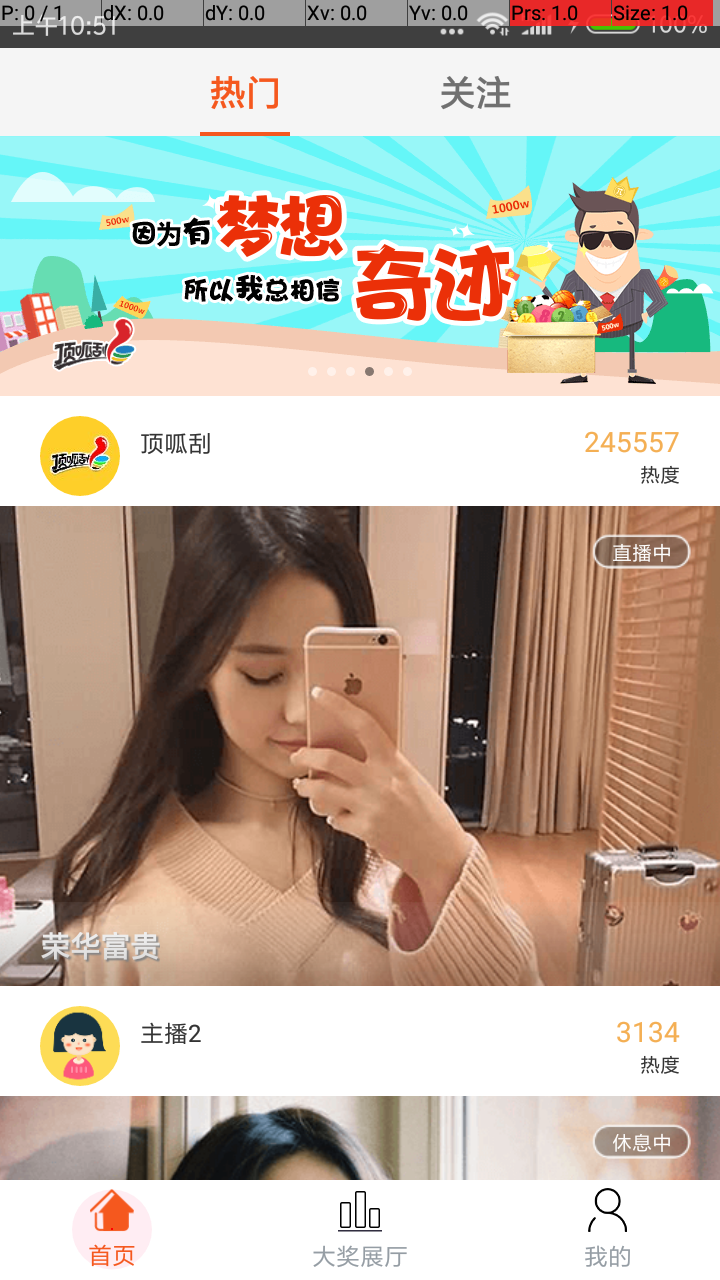 P: 0 / 1 dX: 0.0 dY: 0.0 Xv: 0.0 Yv: 0.0 Prs: 1.0 Size: 1.0
上午10:51 100%
热门 关注
500w
因为有梦想
1000w
所以我总相信奇迹
1000w
500w
顶呱刮
顶呱刮
顶呱刮 245557
热度
直播中
荣华富贵
主播2 3134
热度
休息中
首页 大奖展厅 我的